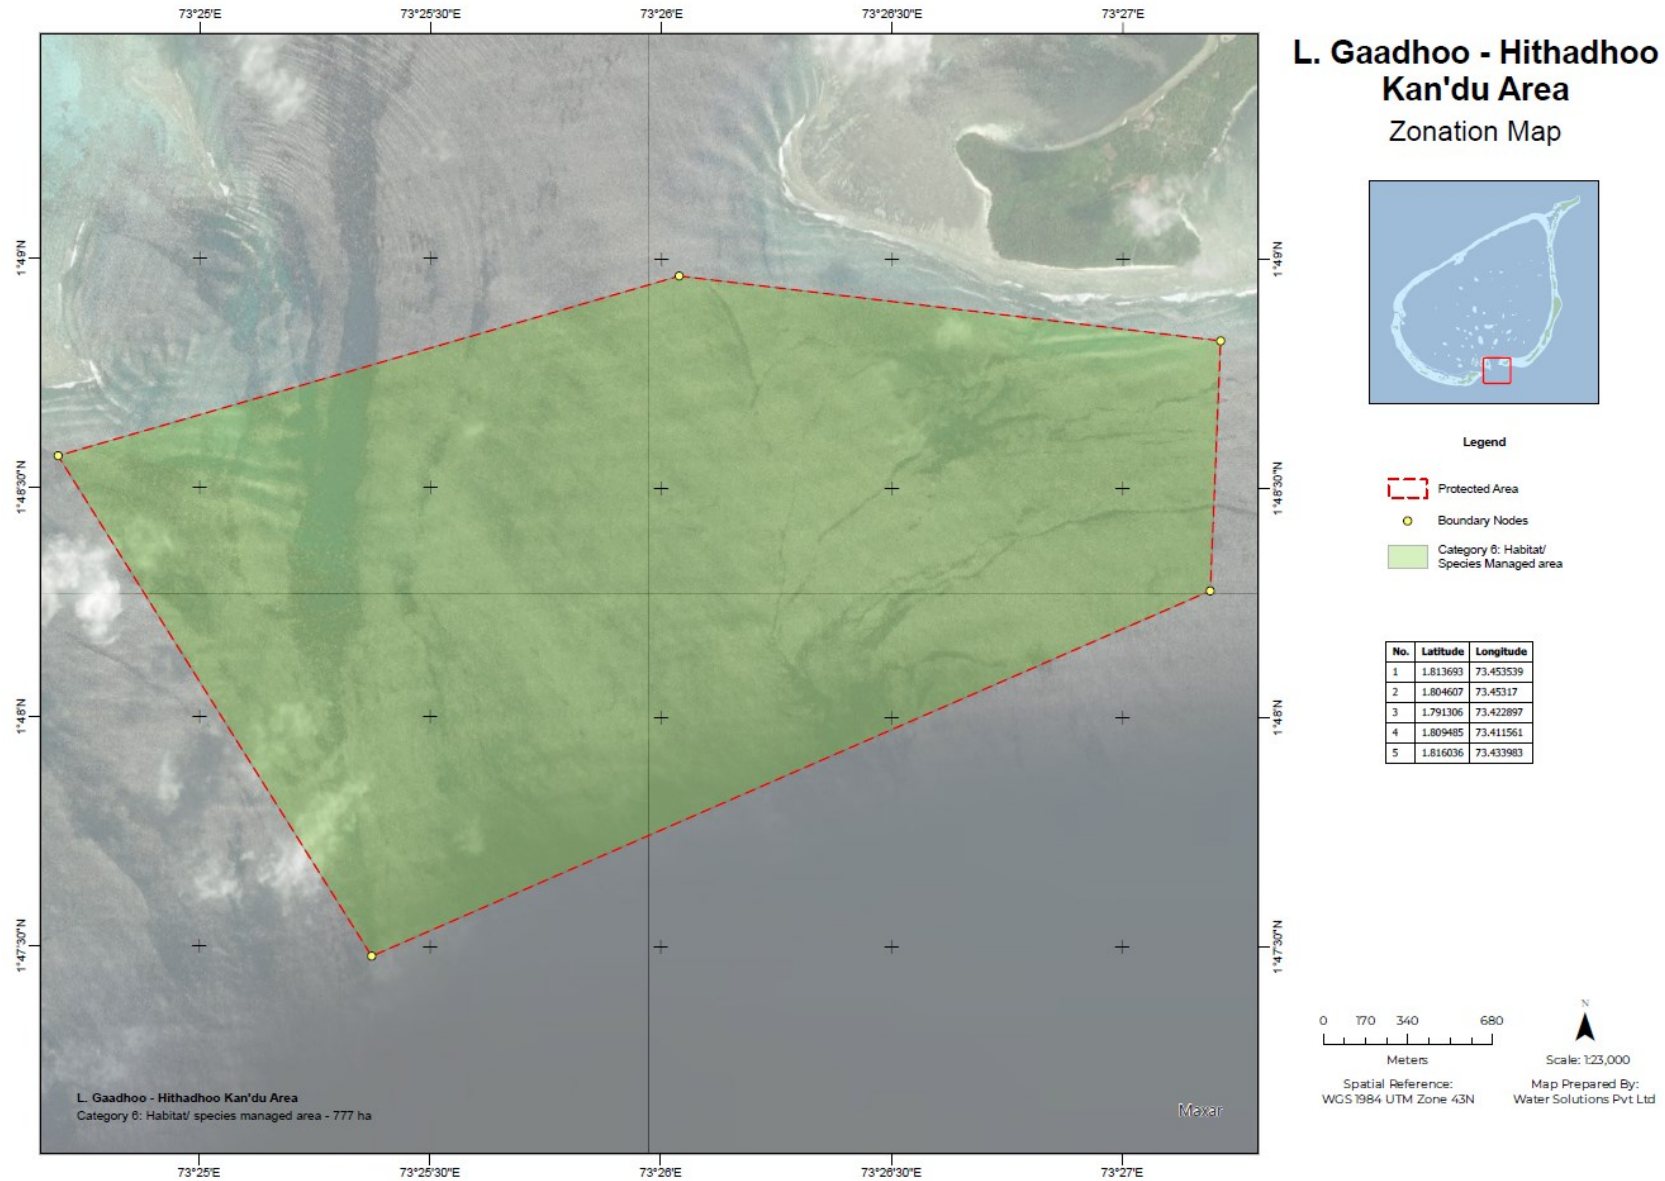 73°25'E 73°25'30"E 73°26'E 73°26'30"E 73°27'E
L. Gaadhoo - Hithadhoo
Kan'du Area
Zonation Map
1°49'N
1°49'N
1°48'30"N
1°48'30"N
1°48'N
1°48'N
1°47'30"N
1°47'30"N
Legend
Protected Area
Boundary Nodes
Category 6: Habitat/
Species Managed area
No. Latitude Longitude
1 1.813693 73.453539
2 1.804607 73.45317
3 1.791306 73.422897
4 1.809485 73.411561
5 1.816036 73.433983
0 170 340 680
Meters
Spatial Reference:
WGS 1984 UTM Zone 43N
N
Scale: 1:23,000
Map Prepared By:
Water Solutions Pvt Ltd
L. Gaadhoo - Hithadhoo Kan'du Area
Category 6: Habitat/ species managed area - 777 ha
Maxar
73°25'E 73°25'30"E 73°26'E 73°26'30"E 73°27'E